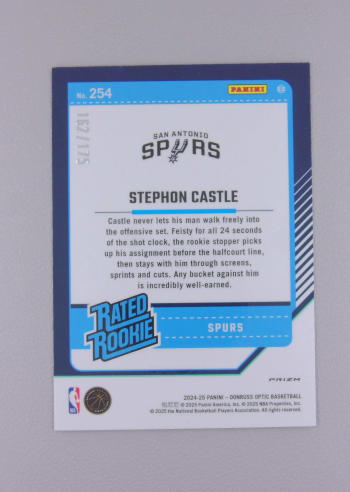 No. 254
PANINI
162/175
SAN ANTONIO
SPURS
STEPHON CASTLE
Castle never lets his man walk freely into
the offensive set. Feisty for all 24 seconds
of the shot clock, the rookie stopper picks
up his assignment before the halfcourt line,
then stays with him through screens,
sprints and cuts. Any bucket against him
is incredibly well-earned.
RATED
ROOKIE
SPURS
PRIZM
2024-25 PANINI – DONRUSS OPTIC BASKETBALL
© 2025 Panini America, Inc. © 2025 NBA Properties, Inc.
© 2025 the National Basketball Players Association. All rights reserved.